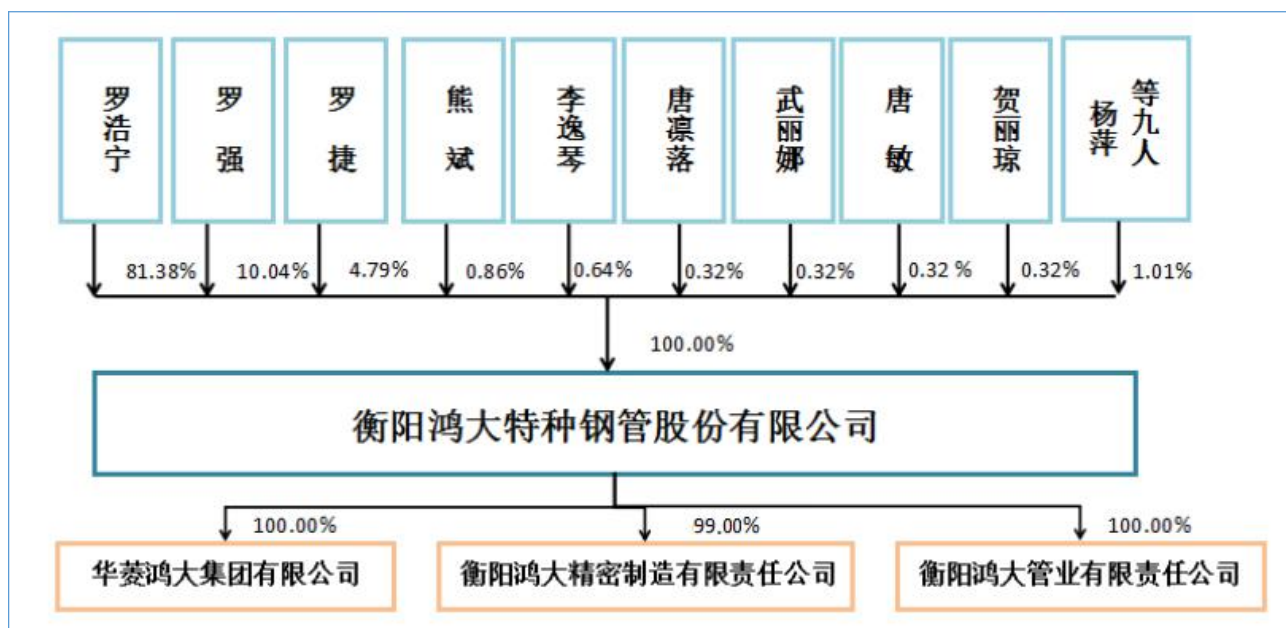 罗浩宁
罗强
罗捷
熊斌
李逸琴
唐凛落
武丽娜
唐敏
贺丽琼
杨萍
等九人
81.38%
10.04%
4.79%
0.86%
0.64%
0.32%
0.32%
0.32 %
0.32%
1.01%
100.00%
衡阳鸿大特种钢管股份有限公司
100.00%
99.00%
100.00%
华菱鸿大集团有限公司
衡阳鸿大精密制造有限责任公司
衡阳鸿大管业有限责任公司